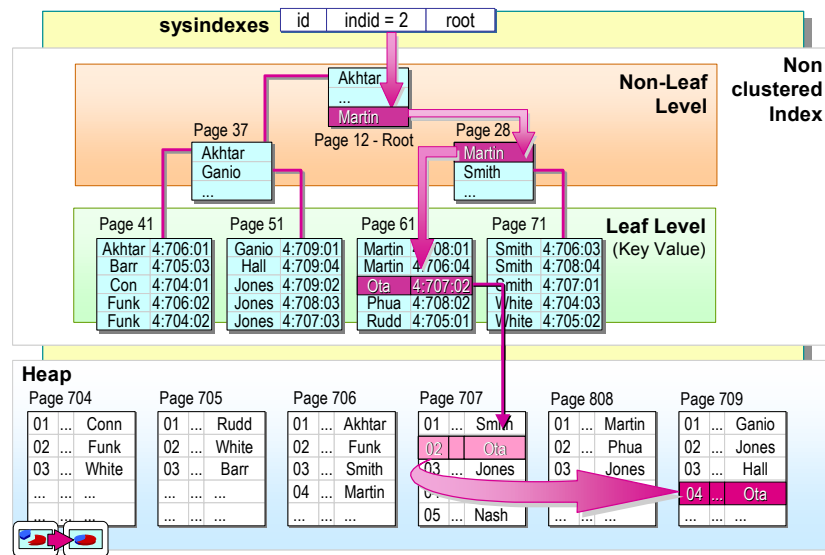 sysindexes id indid = 2 root
Non clustered Index
Non-Leaf Level
Akhtar
...
Martin
Page 12 - Root
Page 37
Akhtar
Ganio
...
Page 28
Martin
Smith
...
Leaf Level
(Key Value)
Page 41
Akhtar 4:706:01
Barr 4:705:03
Con 4:704:01
Funk 4:706:02
Funk 4:704:02
Page 51
Ganio 4:709:01
Hall 4:709:04
Jones 4:709:02
Jones 4:708:03
Jones 4:707:03
Page 61
Martin 4:708:01
Martin 4:706:04
Ota 4:707:02
Phua 4:708:02
Rudd 4:705:01
Page 71
Smith 4:706:03
Smith 4:708:04
Smith 4:707:01
White 4:704:03
White 4:705:02
Heap
Page 704
01 ... Conn
02 ... Funk
03 ... White
... ... ...
... ... ...
Page 705
01 ... Rudd
02 ... White
03 ... Barr
... ... ...
... ... ...
Page 706
01 ... Akhtar
02 ... Funk
03 ... Smith
04 ... Martin
... ... ...
Page 707
01 ... Smith
02 Ota
03 ... Jones
05 ... Nash
Page 808
01 ... Martin
02 ... Phua
03 ... Jones
... ... ...
Page 709
01 ... Ganio
02 ... Jones
03 ... Hall
04 ... Ota
... ... ...